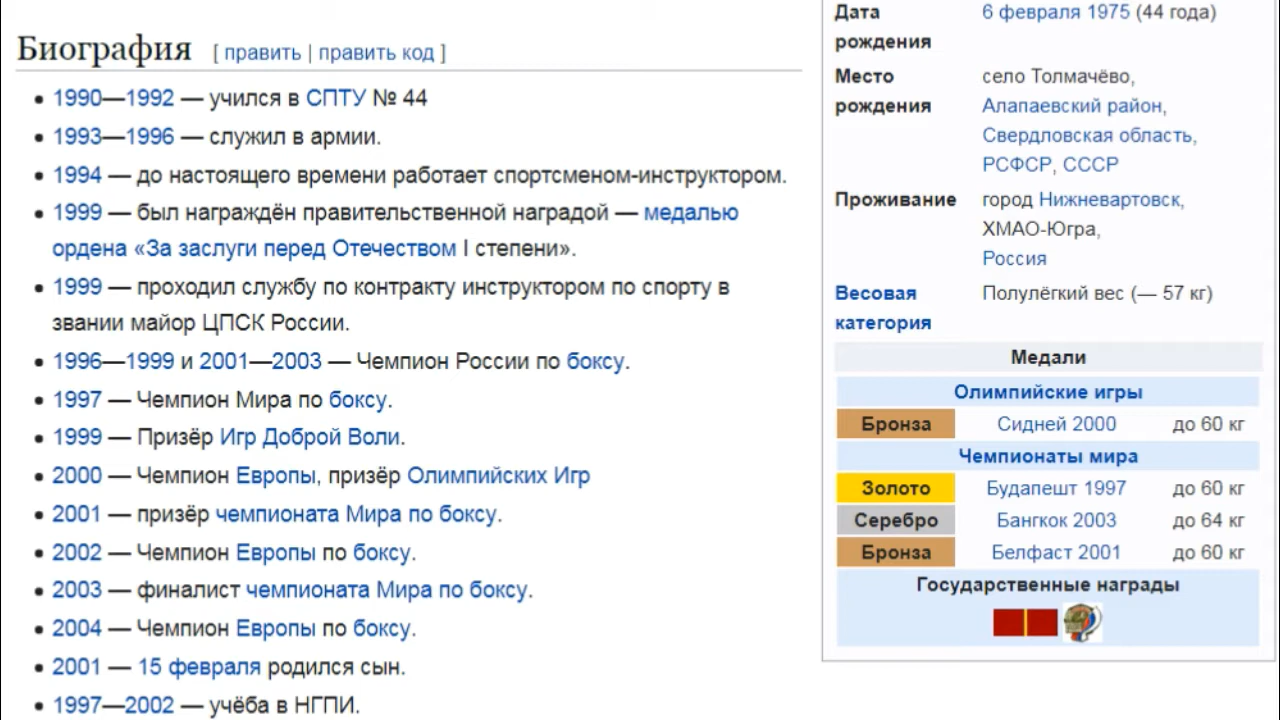 Биография [ править | править код ]
• 1990—1992 — учился в СПТУ № 44
• 1993—1996 — служил в армии.
• 1994 — до настоящего времени работает спортсменом-инструктором.
• 1999 — был награждён правительственной наградой — медалью
ордена «За заслуги перед Отечеством I степени».
• 1999 — проходил службу по контракту инструктором по спорту в
звании майор ЦПСК России.
• 1996—1999 и 2001—2003 — Чемпион России по боксу.
• 1997 — Чемпион Мира по боксу.
• 1999 — Призёр Игр Доброй Воли.
• 2000 — Чемпион Европы, призёр Олимпийских Игр
• 2001 — призёр чемпионата Мира по боксу.
• 2002 — Чемпион Европы по боксу.
• 2003 — финалист чемпионата Мира по боксу.
• 2004 — Чемпион Европы по боксу.
• 2001 — 15 февраля родился сын.
• 1997—2002 — учёба в НГПИ.
Дата 6 февраля 1975 (44 года)
рождения
Место село Толмачёво,
рождения Алапаевский район,
Свердловская область,
РСФСР, СССР
Проживание город Нижневартовск,
ХМАО-Югра,
Россия
Весовая Полулёгкий вес (— 57 кг)
категория
Медали
Олимпийские игры
Бронза Сидней 2000 до 60 кг
Чемпионаты мира
Золото Будапешт 1997 до 60 кг
Серебро Бангкок 2003 до 64 кг
Бронза Белфаст 2001 до 60 кг
Государственные награды